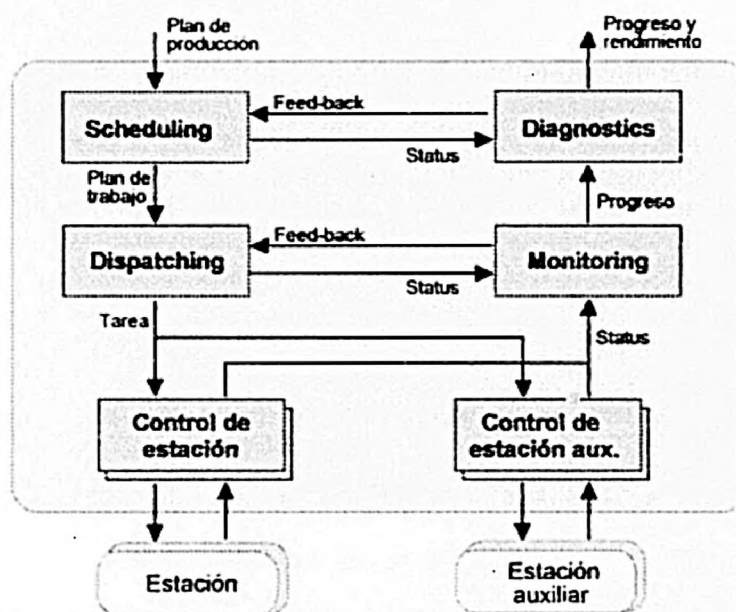 Plan de
producción
Progreso y
rendimiento
Scheduling
Feed-back
Diagnostics
Status
Plan de
trabajo
Progreso
Dispatching
Feed-back
Monitoring
Status
Tarea
Status
Control de
estación
Control de
estación aux.
Estación
Estación
auxiliar